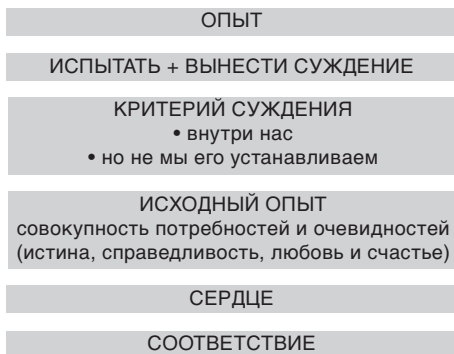 ОПЫТ
ИСПЫТАТЬ + ВЫНЕСТИ СУЖДЕНИЕ
КРИТЕРИЙ СУЖДЕНИЯ
• внутри нас
• но не мы его устанавливаем
ИСХОДНЫЙ ОПЫТ
совокупность потребностей и очевидностей
(истина, справедливость, любовь и счастье)
СЕРДЦЕ
СООТВЕТСТВИЕ